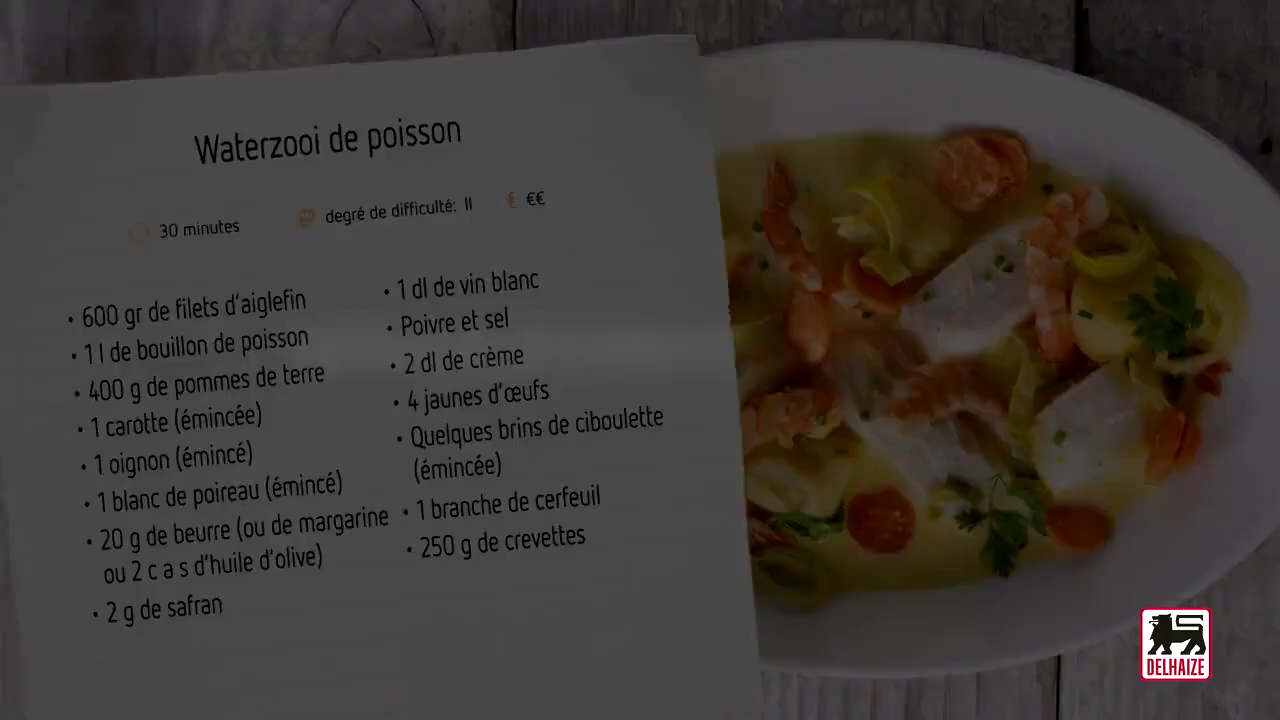 Waterzooi de poisson
30 minutes
degré de difficulté: II
€ €€
• 600 gr de filets d'aiglefin
• 1 l de bouillon de poisson
• 400 g de pommes de terre
• 1 carotte (émincée)
• 1 oignon (émincé)
• 1 blanc de poireau (émincé)
• 20 g de beurre (ou de margarine
ou 2 c a s d'huile d'olive)
• 2 g de safran
• 1 dl de vin blanc
• Poivre et sel
• 2 dl de crème
• 4 jaunes d'œufs
• Quelques brins de ciboulette
(émincée)
• 1 branche de cerfeuil
• 250 g de crevettes
DELHAIZE